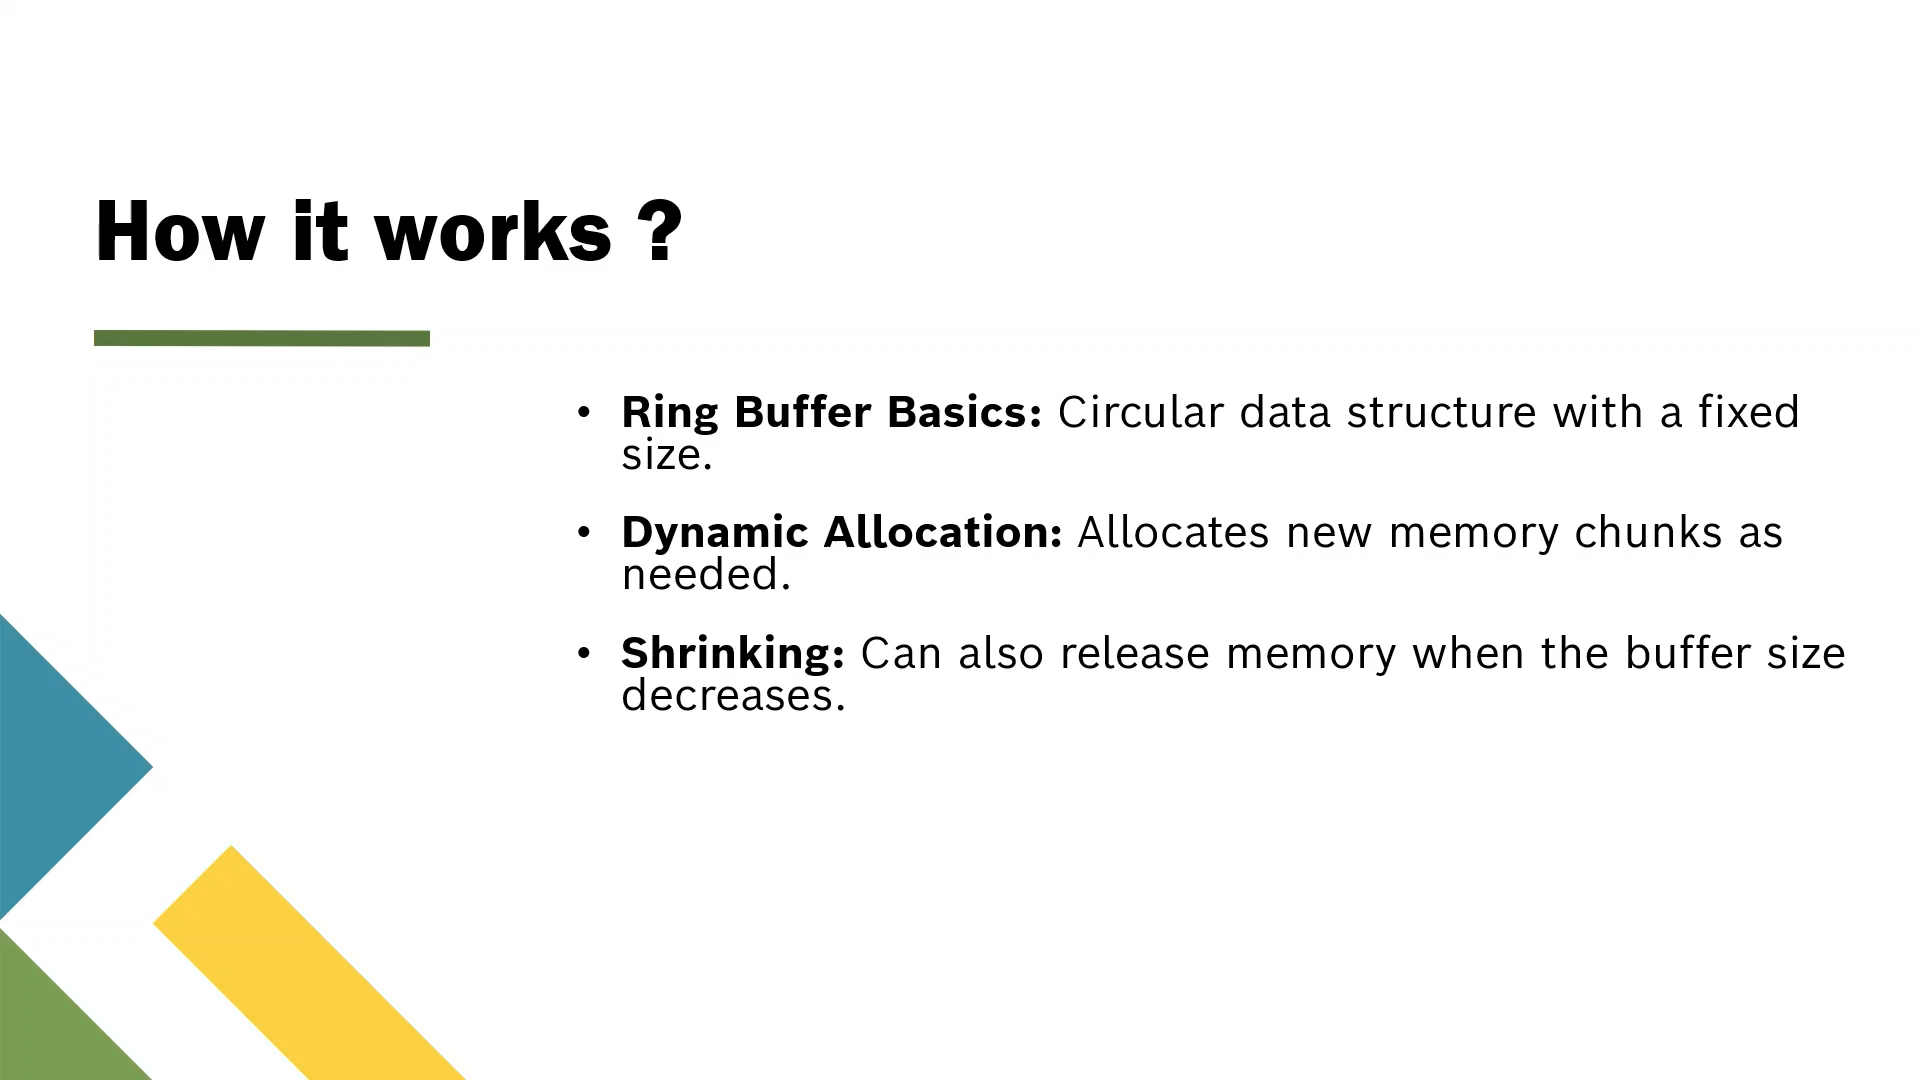 How it works ?
• Ring Buffer Basics: Circular data structure with a fixed
size.
• Dynamic Allocation: Allocates new memory chunks as
needed.
• Shrinking: Can also release memory when the buffer size
decreases.